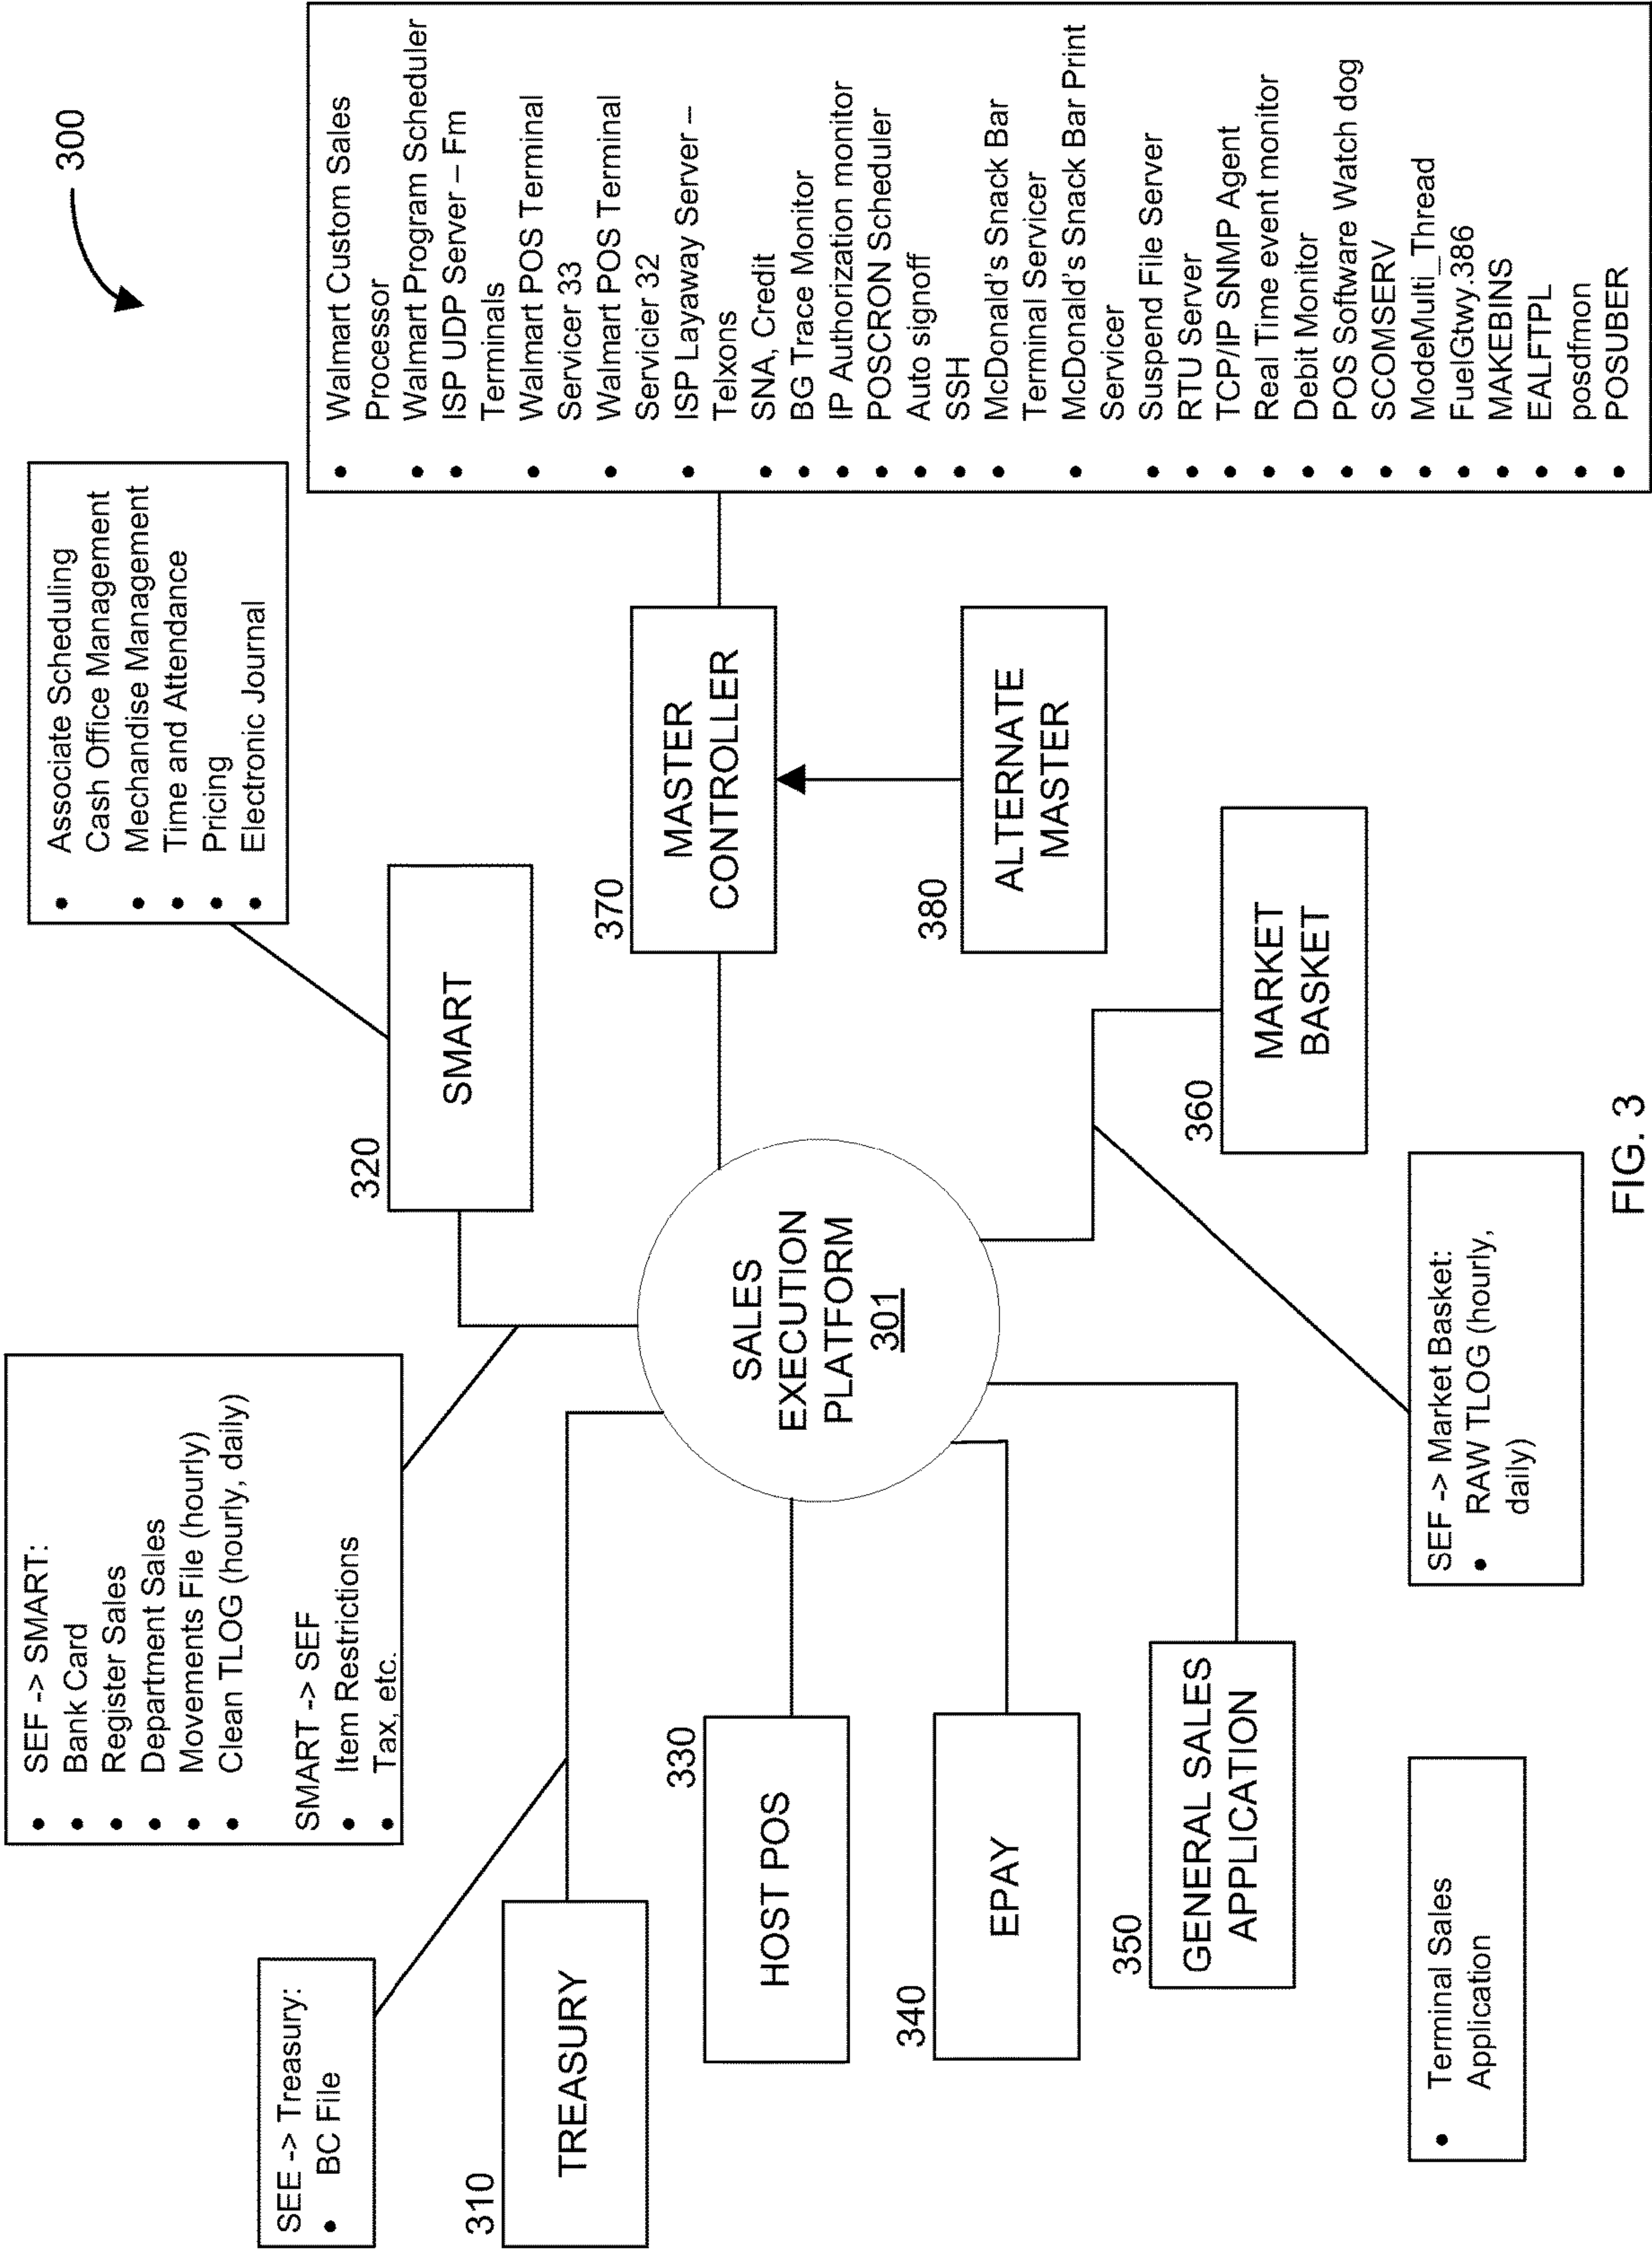 300
SEF -> SMART:
Bank Card
Register Sales
Department Sales
Movements File (hourly)
Clean TLOG (hourly, daily)
SMART -> SEF
Item Restrictions
Tax, etc.
Associate Scheduling
Cash Office Management
Mechandise Management
Time and Attendance
Pricing
Electronic Journal
SEE -> Treasury:
BC File
310
TREASURY
320
SMART
330
HOST POS
340
EPAY
350
GENERAL SALES
APPLICATION
SALES
EXECUTION
PLATFORM
301
370
MASTER
CONTROLLER
380
ALTERNATE
MASTER
360
MARKET
BASKET
Walmart Custom Sales
Processor
Walmart Program Scheduler
ISP UDP Server – Fm
Terminals
Walmart POS Terminal
Servicer 33
Walmart POS Terminal
Servicier 32
ISP Layaway Server –
Telxons
SNA, Credit
BG Trace Monitor
IP Authorization monitor
POSCRON Scheduler
Auto signoff
SSH
McDonald's Snack Bar
Terminal Servicer
McDonald's Snack Bar Print
Servicer
Suspend File Server
RTU Server
TCP/IP SNMP Agent
Real Time event monitor
Debit Monitor
POS Software Watch dog
SCOMSERV
ModeMulti_Thread
FuelGtwy.386
MAKEBINS
EALFTPL
posdfmon
POSUBER
Terminal Sales
Application
SEF -> Market Basket:
RAW TLOG (hourly,
daily)
FIG. 3